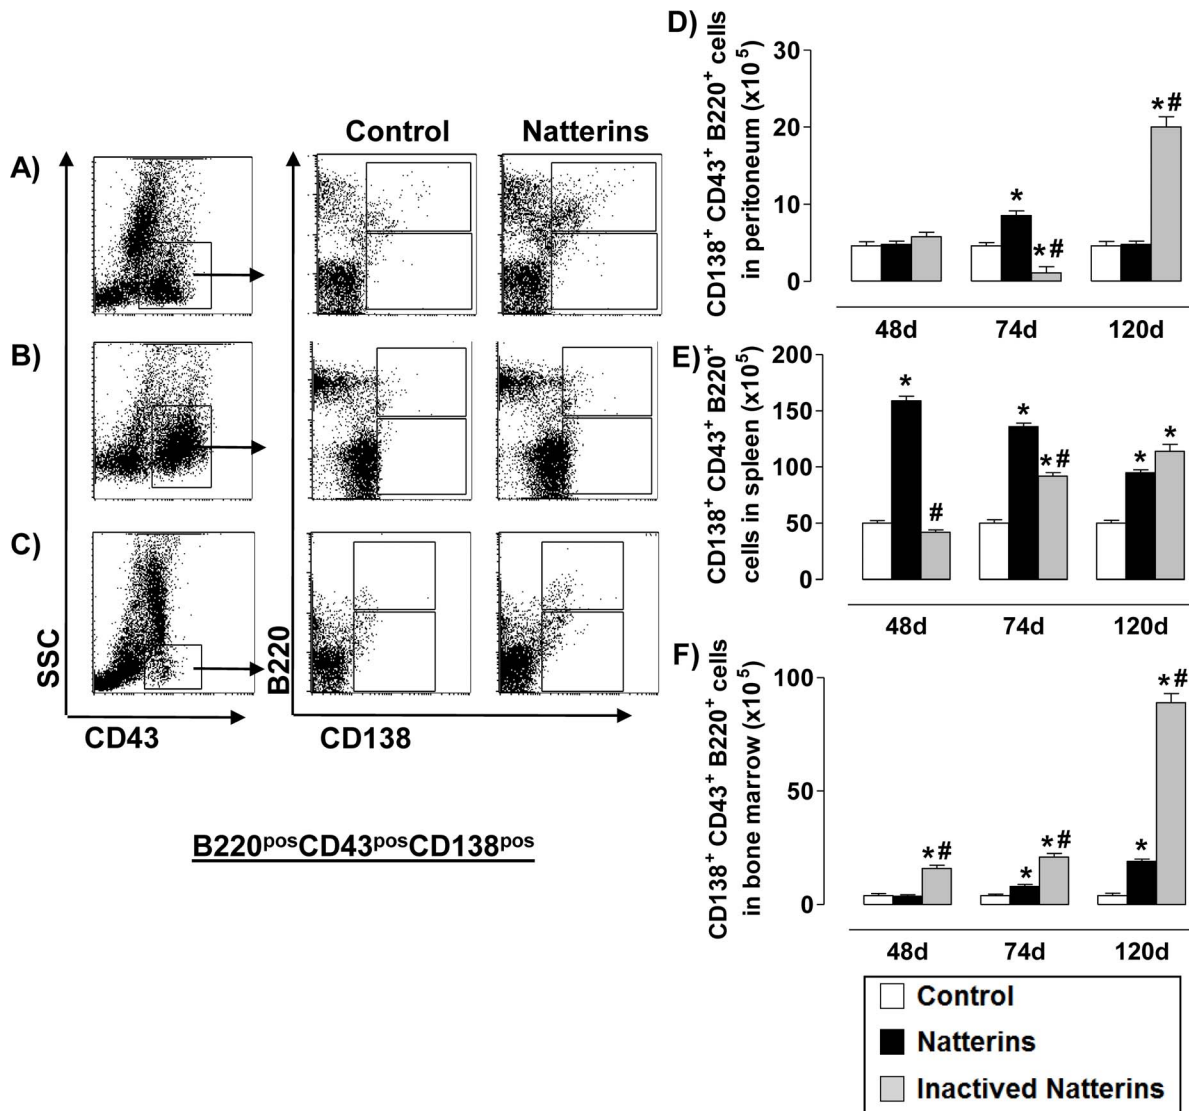 Control Natterins
A)
B)
C)
SSC
CD43
B220
CD138
B220posCD43posCD138pos
D)
CD138+ CD43+ B220+ cells
in peritoneum (x10 5)
30
20
10
0
*
*#
*#
48d 74d 120d
E)
CD138+ CD43+ B220+
cells in spleen (x105)
200
150
100
50
0
*
#
*
*#
*
*
48d 74d 120d
F)
CD138+ CD43+ B220+ cells
in bone marrow (x10 5)
100
50
0
*#
*
*#
*
*#
48d 74d 120d
Control
Natterins
Inactived Natterins